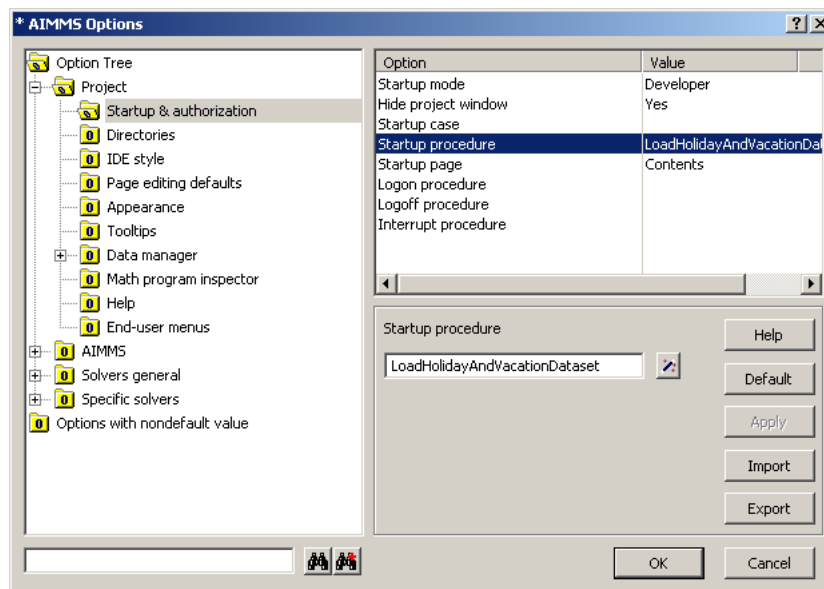 * AIMMS Options
Option Tree
Project
Startup & authorization
Directories
IDE style
Page editing defaults
Appearance
Tooltips
Data manager
Math program inspector
Help
End-user menus
AIMMS
Solvers general
Specific solvers
Options with nondefault value
Option Value
Startup mode Developer
Hide project window Yes
Startup case
Startup procedure LoadHolidayAndVacationDat
Startup page Contents
Logon procedure
Logoff procedure
Interrupt procedure
Startup procedure
LoadHolidayAndVacationDataset
Help
Default
Apply
Import
Export
OK
Cancel